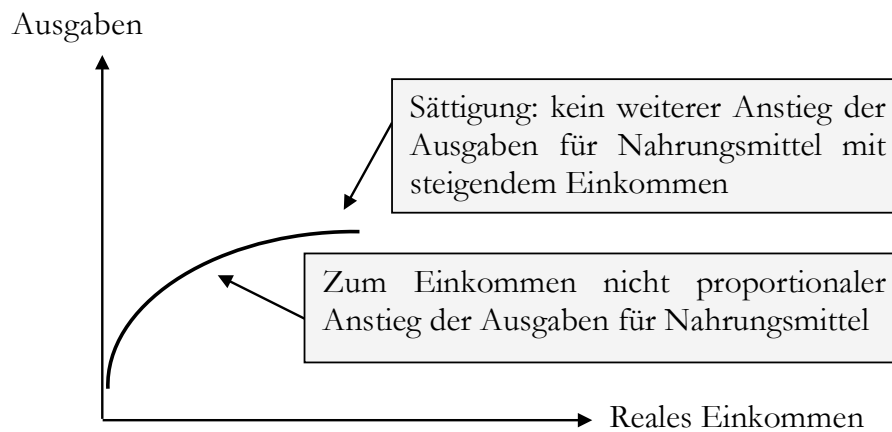 Ausgaben
Sättigung: kein weiterer Anstieg der
Ausgaben für Nahrungsmittel mit
steigendem Einkommen
Zum Einkommen nicht proportionaler
Anstieg der Ausgaben für Nahrungsmittel
Reales Einkommen